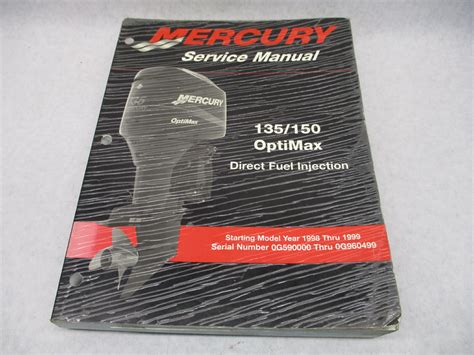 MERCURY
Service Manual
MERCURY
OptiMax
135/150
OptiMax
Direct Fuel Injection
Starting Model Year 1998 Thru 1999
Serial Number 0G590000 Thru 0G960499